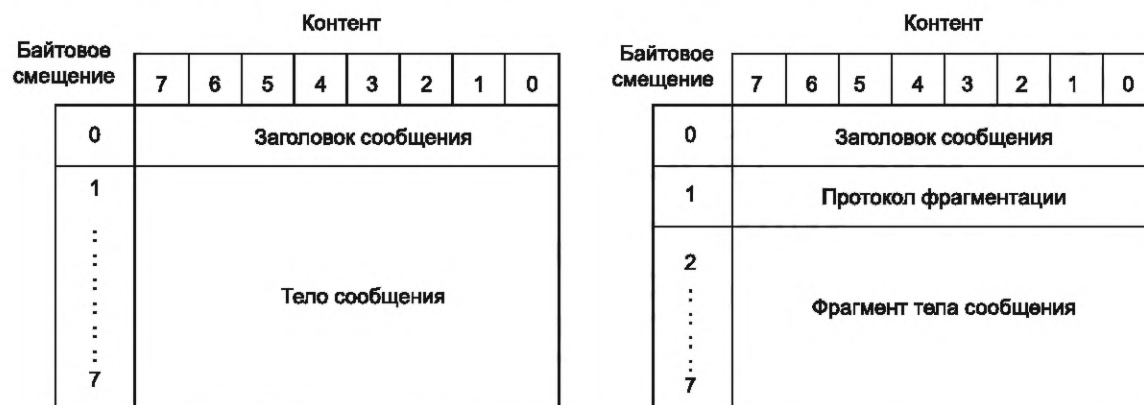 Контент
Байтовое
смещение
7 6 5 4 3 2 1 0
0 Заголовок сообщения
1
Тело сообщения
7
Контент
Байтовое
смещение
7 6 5 4 3 2 1 0
0 Заголовок сообщения
1 Протокол фрагментации
2
Фрагмент тела сообщения
7